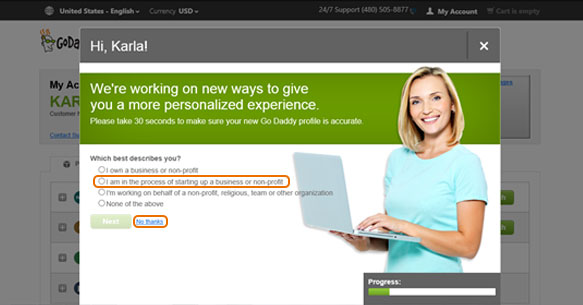 United States - English
Currency USD
24/7 Support (480) 505-8877
My Account
Cart is empty
Hi, Karla!
We're working on new ways to give
you a more personalized experience.
Please take 30 seconds to make sure your new Go Daddy profile is accurate.
My Ac
KAR
Customer
Contact Su
Which best describes you?
I own a business or non-profit
I am in the process of starting up a business or non-profit
I'm working on behalf of a non-profit, religious, team or other organization
None of the above
Next
No thanks
Progress: